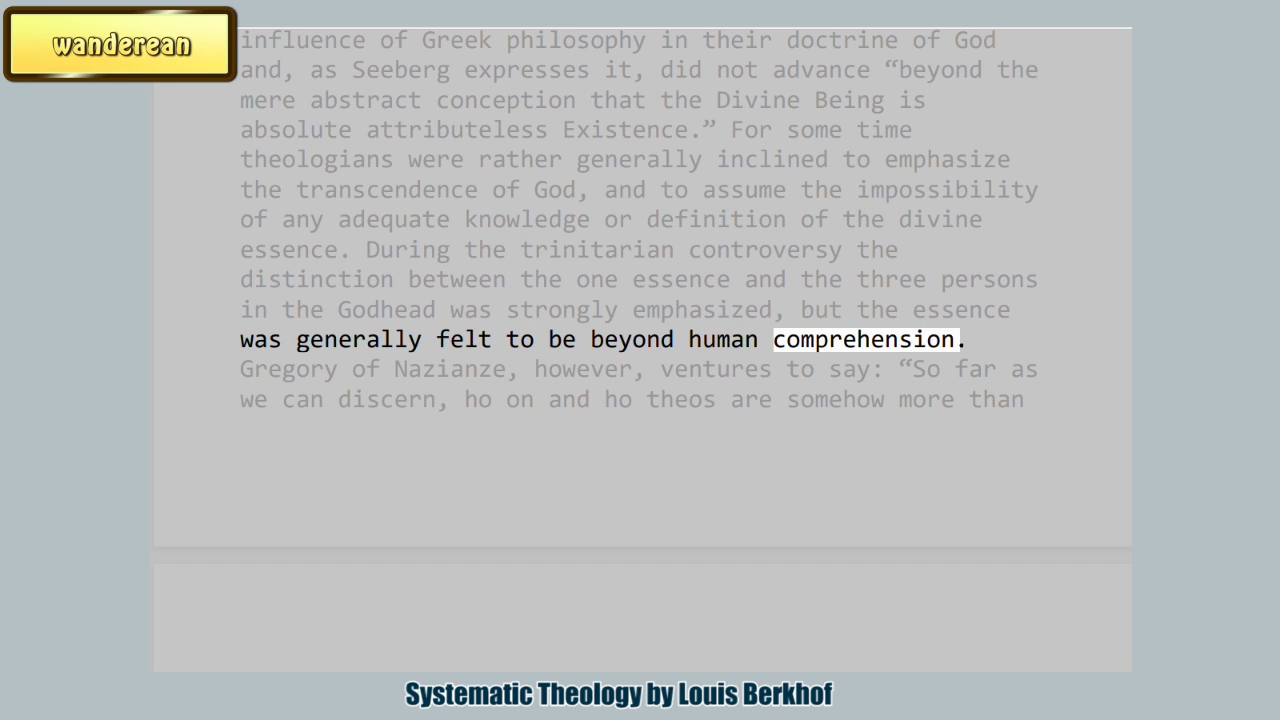 wanderean
influence of Greek philosophy in their doctrine of God
and, as Seeberg expresses it, did not advance “beyond the
mere abstract conception that the Divine Being is
absolute attributeless Existence.” For some time
theologians were rather generally inclined to emphasize
the transcendence of God, and to assume the impossibility
of any adequate knowledge or definition of the divine
essence. During the trinitarian controversy the
distinction between the one essence and the three persons
in the Godhead was strongly emphasized, but the essence
was generally felt to be beyond human comprehension.
Gregory of Nazianze, however, ventures to say: “So far as
we can discern, ho on and ho theos are somehow more than
Systematic Theology by Louis Berkhof